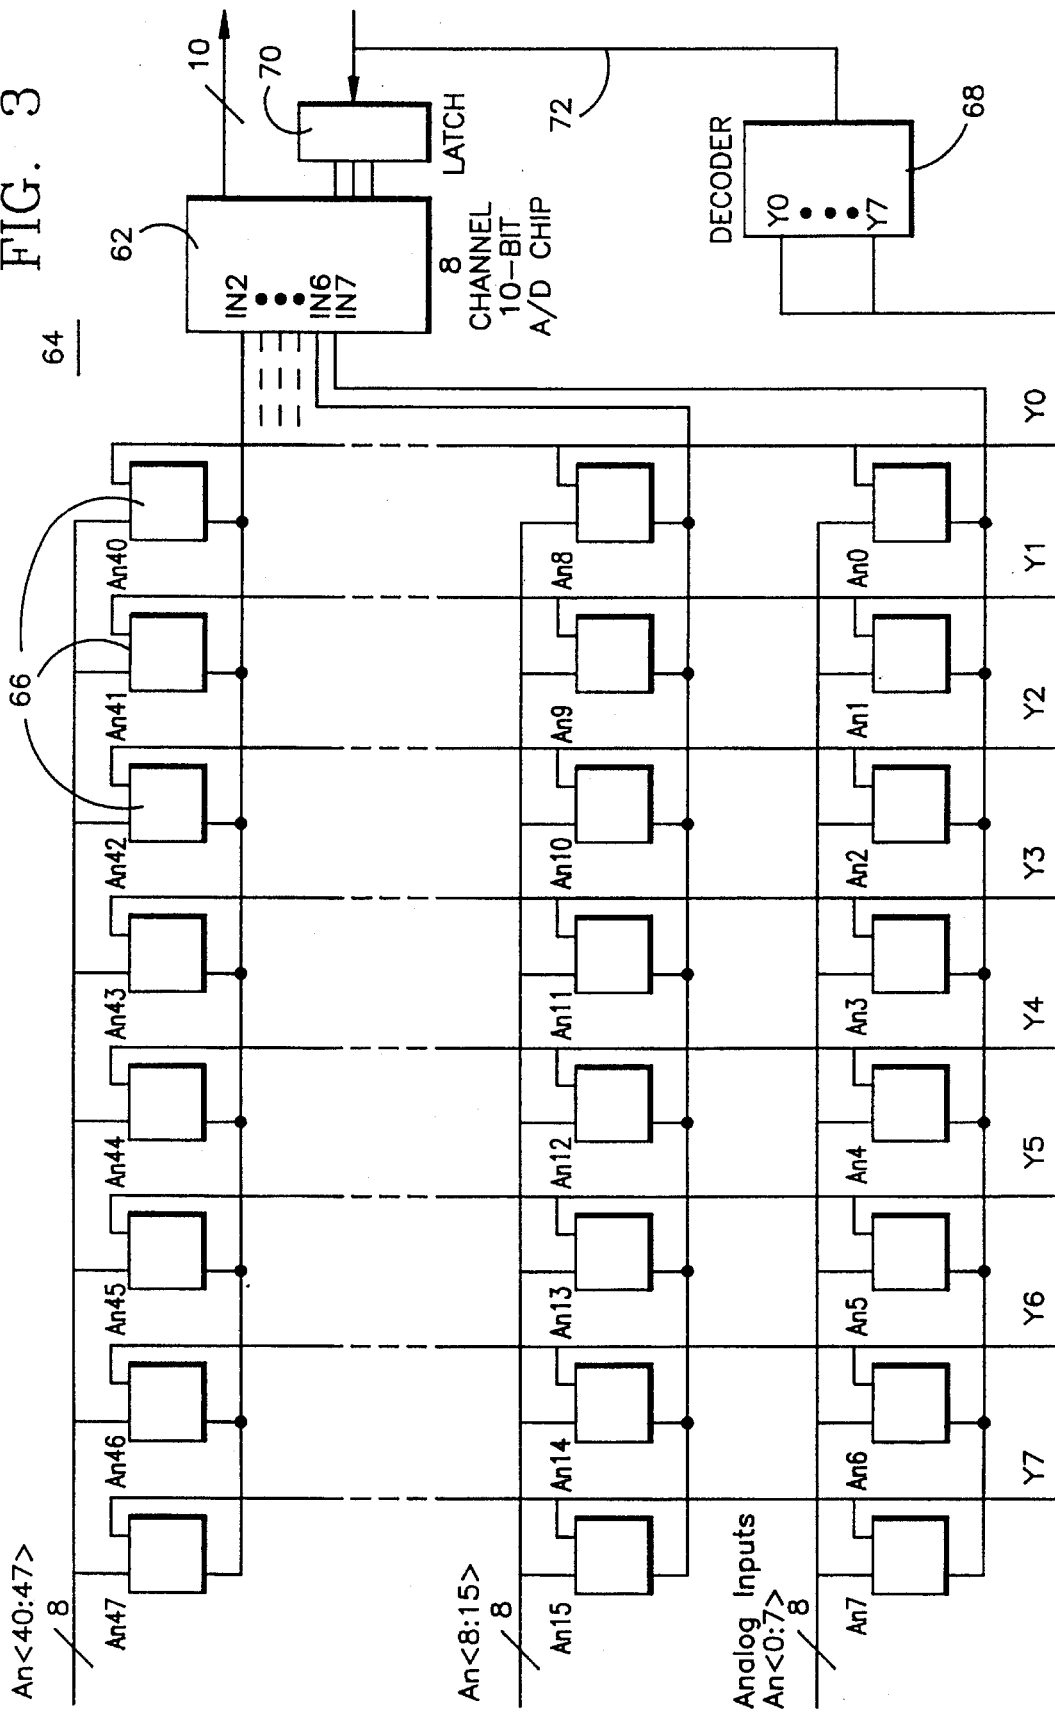 FIG. 3
64
An<40:47>
8
An47
An46
An45
An44
An43
An42
An41
An40
66
62
IN2
IN6
IN7
8
CHANNEL
10-BIT
A/D CHIP
10
70
LATCH
72
An<8:15>
8
An15
An14
An13
An12
An11
An10
An9
An8
DECODER
Y0
Y7
68
Analog Inputs
An<0:7>
8
An7
An6
An5
An4
An3
An2
An1
An0
Y7
Y6
Y5
Y4
Y3
Y2
Y1
Y0